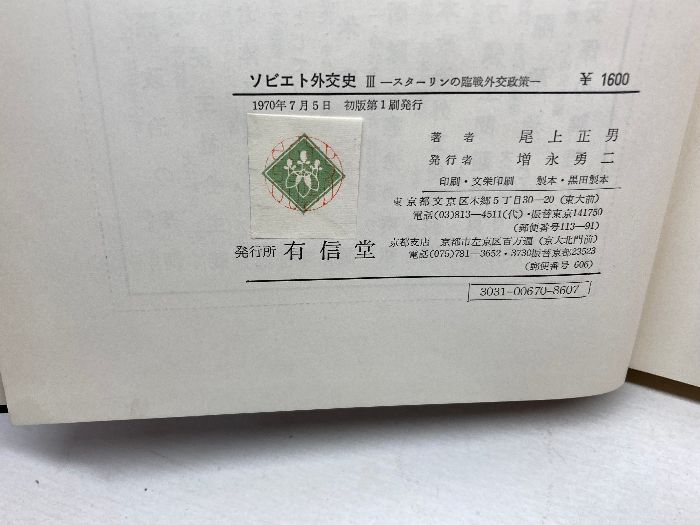 ソビエト外交史 Ⅲ —スターリンの臨戦外交政策— ¥ 1600
1970年7月5日 初版第1刷発行
著者 尾上正男
発行者 増永勇二
印刷・文栄印刷 製本・黒田製本
東京都文京区本郷5丁目30—20 (東大前)
電話(03)813—4511(代)・振替東京141750
(郵便番号113—91)
発行所 有信堂
京都支店 京都市左京区百万遍 (京大北門前)
電話(075)781—3652・3730振替京都23523
(郵便番号 606)
3031—00670—8607